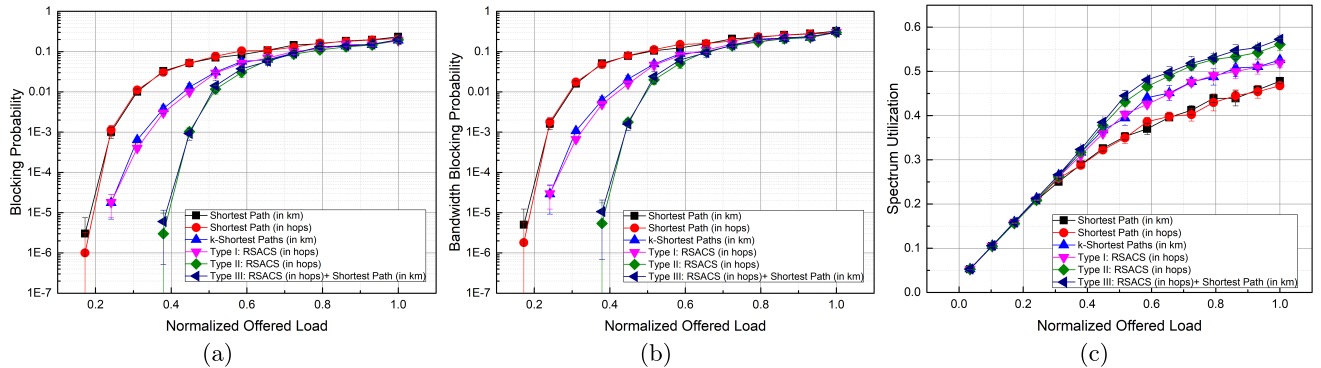 Blocking Probability
0.1
0.01
1E-3
1E-4
1E-5
1E-6
1E-7
Shortest Path (in km)
Shortest Path (in hops)
k-Shortest Paths (in km)
Type I: RSACS (in hops)
Type II: RSACS (in hops)
Type III: RSACS (in hops)+ Shortest Path (in km)
0.2 0.4 0.6 0.8 1.0
Normalized Offered Load
(a)
Bandwidth Blocking Probability
1
0.1
0.01
1E-3
1E-4
1E-5
1E-6
1E-7
Shortest Path (in km)
Shortest Path (in hops)
k-Shortest Paths (in km)
Type I: RSACS (in hops)
Type II: RSACS (in hops)
Type III: RSACS (in hops)+ Shortest Path (in km)
0.2 0.4 0.6 0.8 1.0
Normalized Offered Load
(b)
Spectrum Utilization
0.6
0.5
0.4
0.3
0.2
0.1
0.0
Shortest Path (in km)
Shortest Path (in hops)
k-Shortest Paths (in km)
Type I: RSACS (in hops)
Type II: RSACS (in hops)
Type III: RSACS (in hops)+ Shortest Path (in km)
0.0 0.2 0.4 0.6 0.8 1.0
Normalized Offered Load
(c)